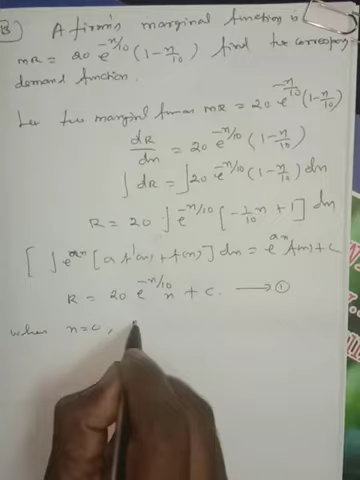 A firm's marginal function is
MR = 20 e^{-x/10} (1 - x/10) find the correspon-
demand function.
Let the marginal function MR = 20 e^{-x/10} (1 - x/10)
dR/dx = 20 e^{-x/10} (1 - x/10)
∫ dR = ∫ 20 e^{-x/10} (1 - x/10) dx
R = 20 ∫ e^{-x/10} [-1/10 x + 1] dx
[ ∫ e^{ax} [a f(x) + f'(x)] dx = e^{ax} f(x) + c
R = 20 e^{-x/10} x + c. ⟶ ①
when x=0,